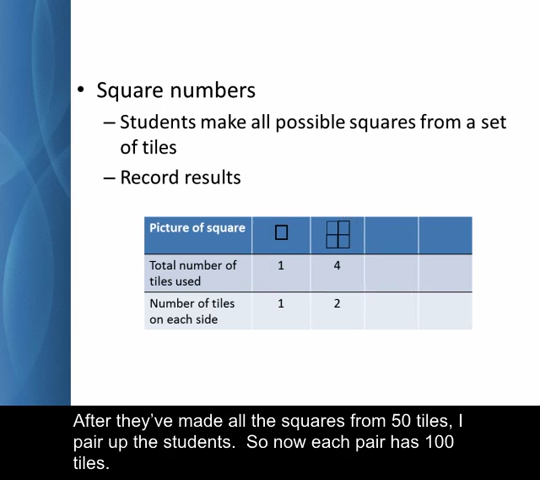 • Square numbers
– Students make all possible squares from a set
of tiles
– Record results
Picture of square
Total number of
tiles used
1
4
Number of tiles
on each side
1
2
After they've made all the squares from 50 tiles, I
pair up the students.  So now each pair has 100
tiles.